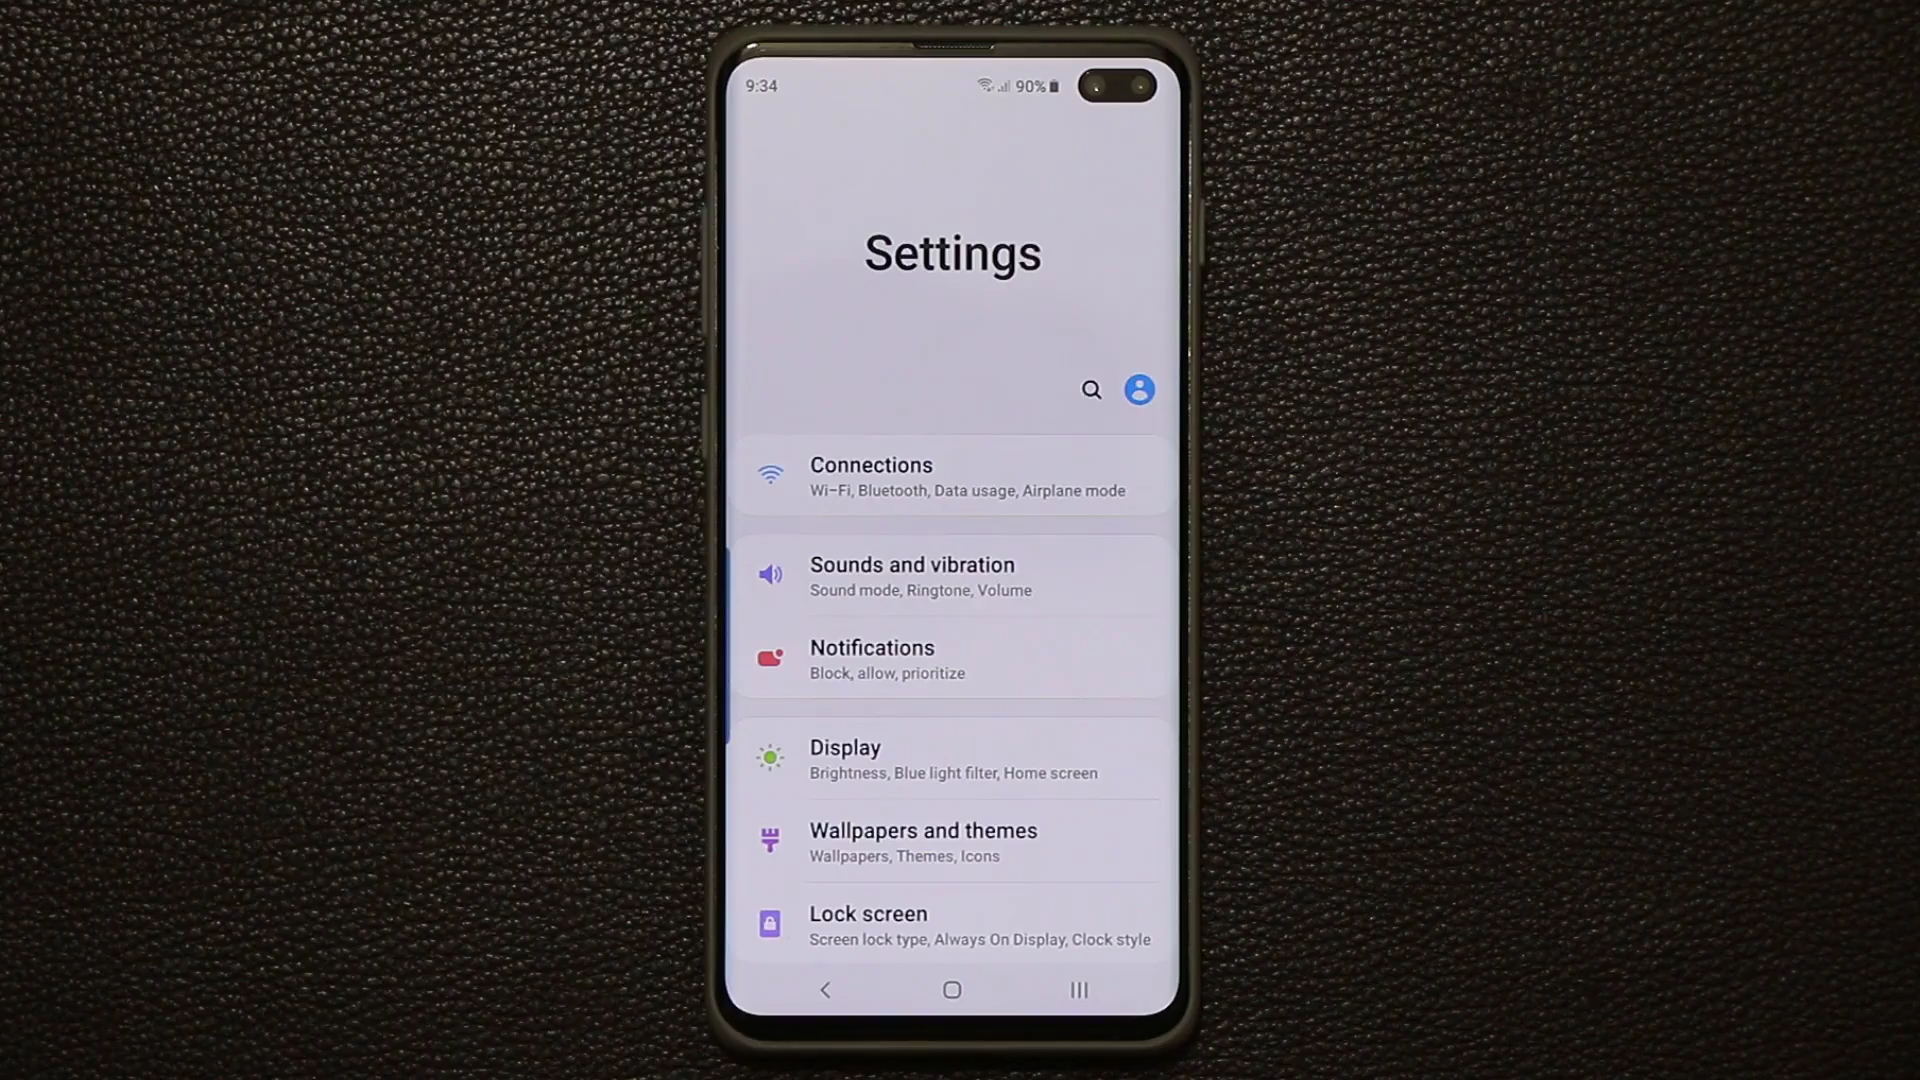 9:34 90%
Settings
Connections
Wi-Fi, Bluetooth, Data usage, Airplane mode
Sounds and vibration
Sound mode, Ringtone, Volume
Notifications
Block, allow, prioritize
Display
Brightness, Blue light filter, Home screen
Wallpapers and themes
Wallpapers, Themes, Icons
Lock screen
Screen lock type, Always On Display, Clock style